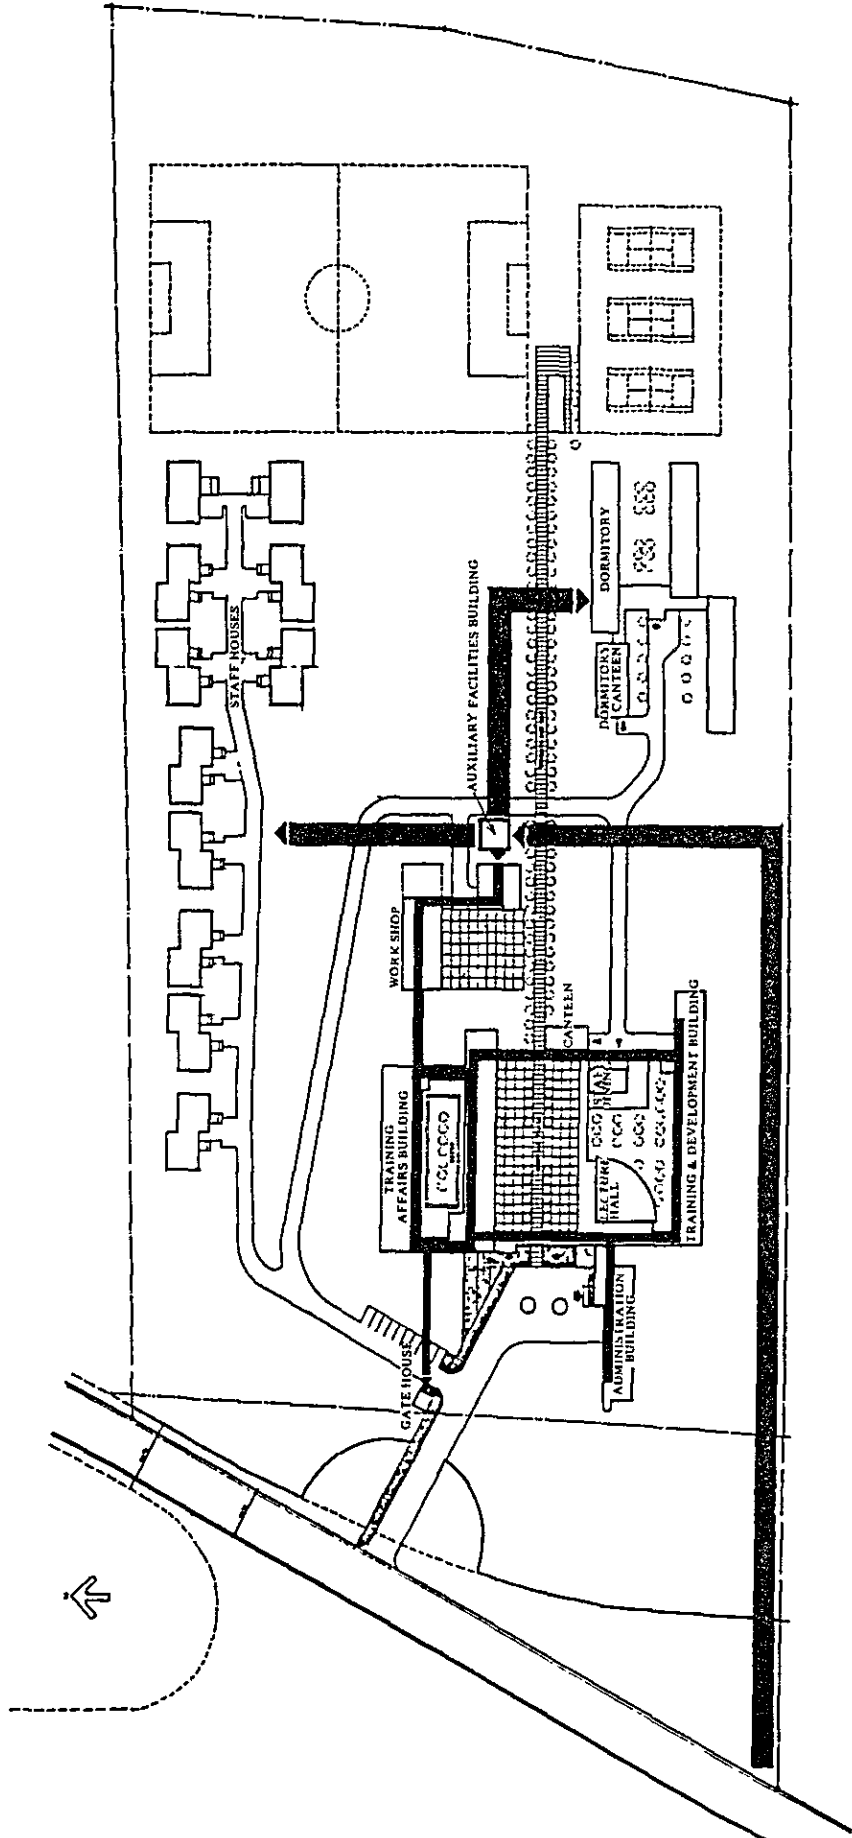 STAFF HOUSES
AUXILIARY FACILITIES BUILDING
DORMITORY
DORMITORY
CANTEEN
WORK SHOP
CANTEEN
TRAINING
AFFAIRS BUILDING
LECTURE
HALL
TRAINING & DEVELOPMENT BUILDING
ADMINISTRATION
BUILDING
GATE HOUSE